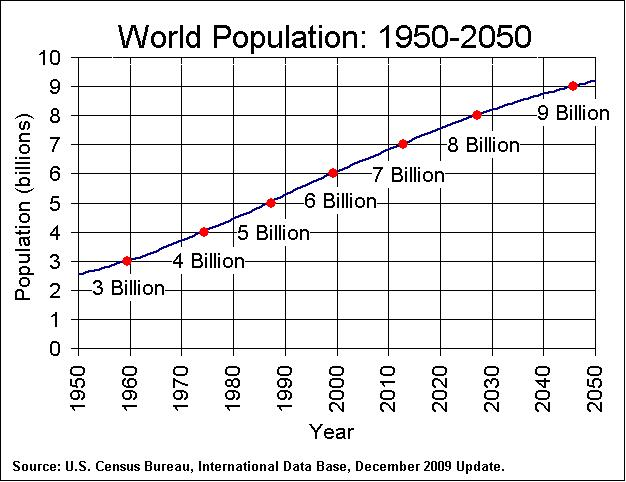 World Population: 1950-2050
Population (billions)
10
9
8
7
6
5
4
3
2
1
0
3 Billion
4 Billion
5 Billion
6 Billion
7 Billion
8 Billion
9 Billion
1950
1960
1970
1980
1990
2000
2010
2020
2030
2040
2050
Year
Source: U.S. Census Bureau, International Data Base, December 2009 Update.